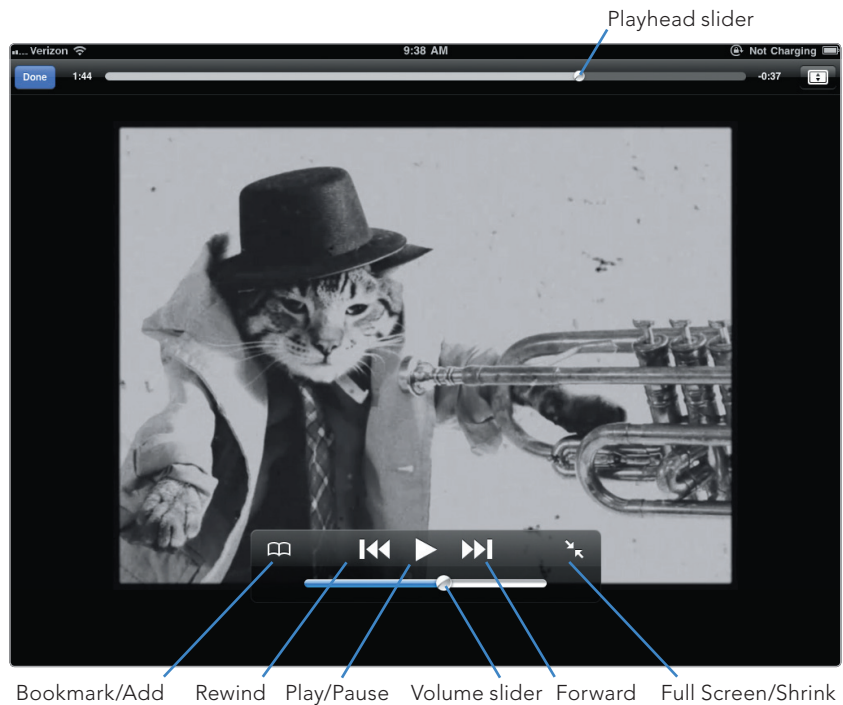 Playhead slider
Verizon 9:38 AM Not Charging
Done 1:44 -0:37
Bookmark/Add Rewind Play/Pause Volume slider Forward Full Screen/Shrink